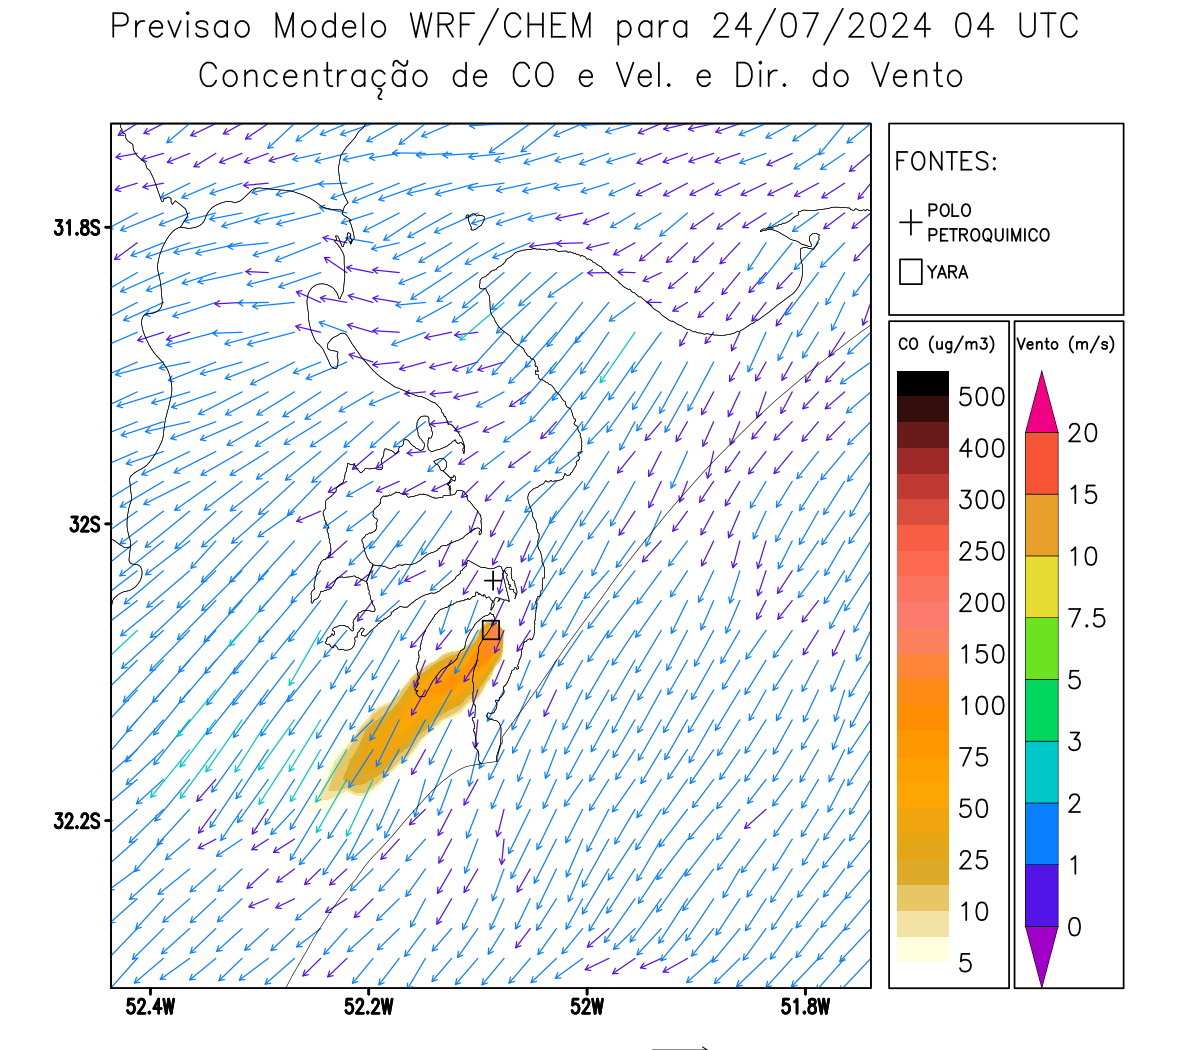 Previsao Modelo WRF/CHEM para 24/07/2024 04 UTC
Concentração de CO e Vel. e Dir. do Vento
FONTES:
POLO
PETROQUIMICO
YARA
CO (ug/m3)
500
400
300
250
200
150
100
75
50
25
10
5
Vento (m/s)
20
15
10
7.5
5
3
2
1
0
31.8S
32S
32.2S
52.4W
52.2W
52W
51.8W